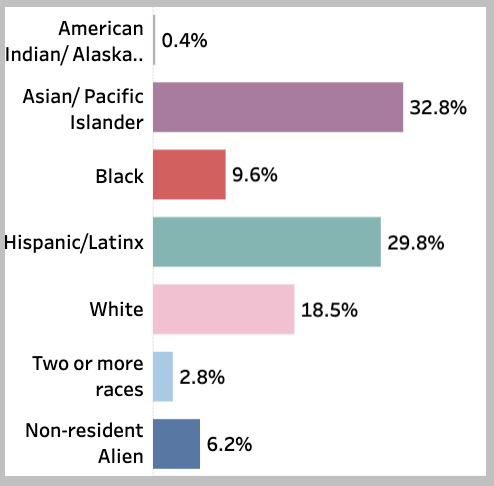 American
Indian/ Alaska..
0.4%
Asian/ Pacific
Islander
32.8%
Black
9.6%
Hispanic/Latinx
29.8%
White
18.5%
Two or more
races
2.8%
Non-resident
Alien
6.2%